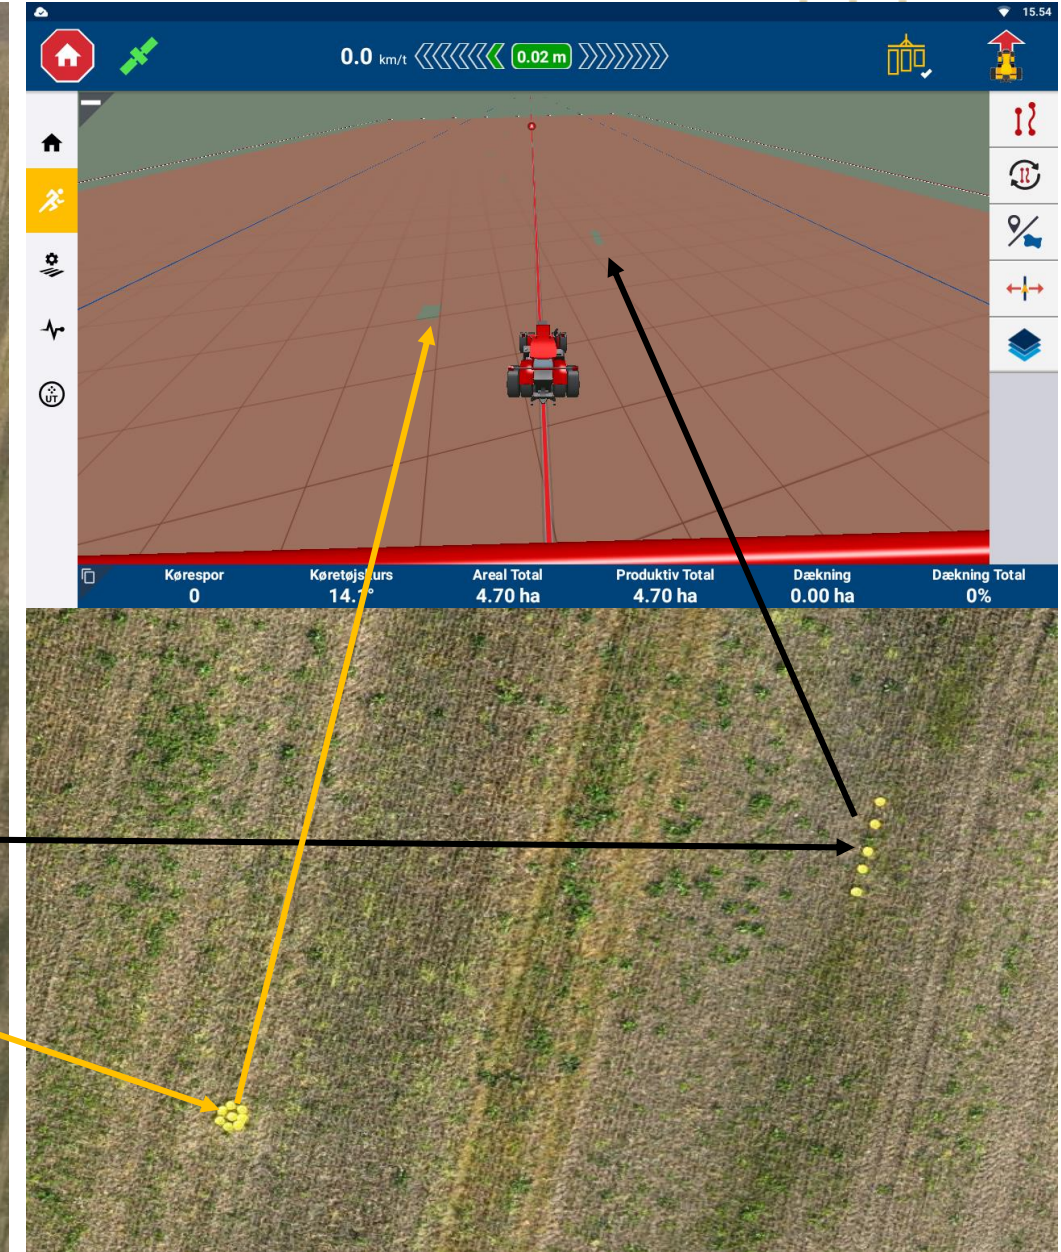 15.54
0.0 km/t
0.02 m
UT
Kørespor
Køretøjskurs
Areal Total
Produktiv Total
Dækning
Dækning Total
0
14.1°
4.70 ha
4.70 ha
0.00 ha
0%